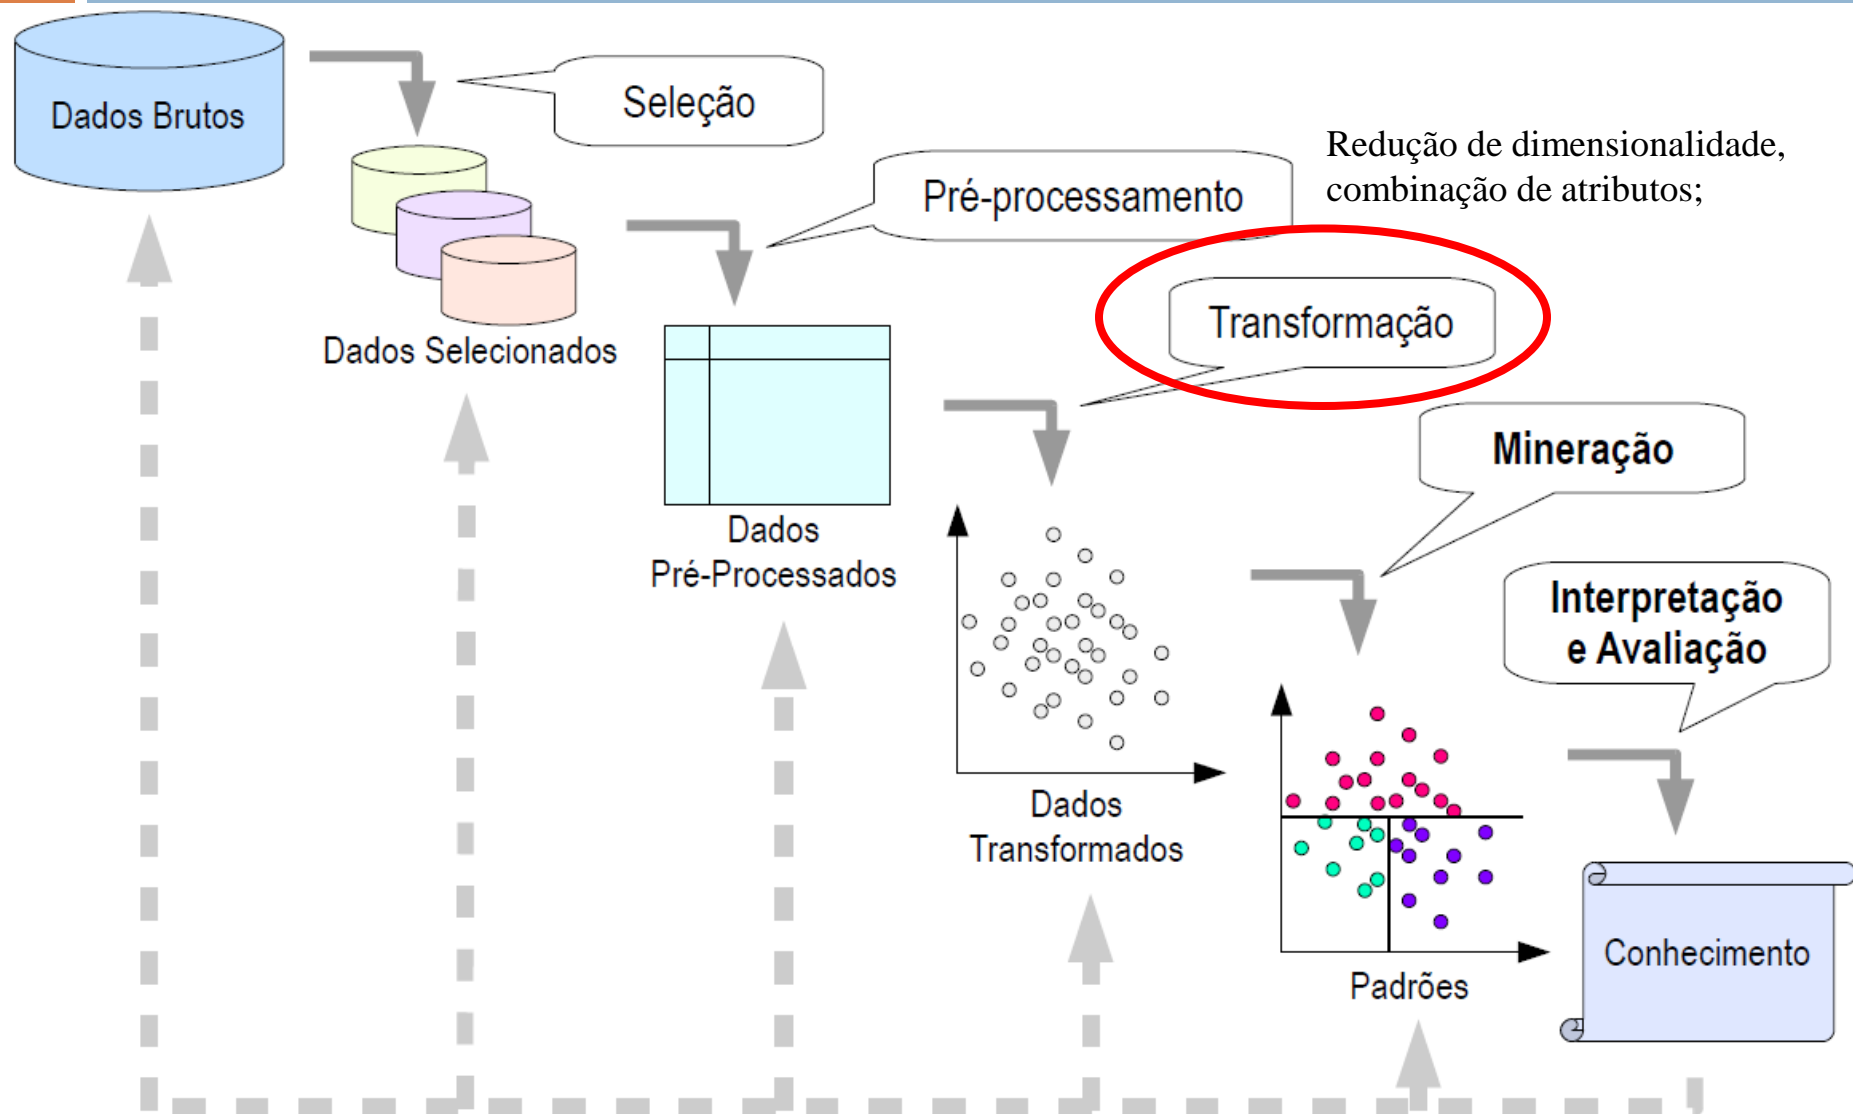 Dados Brutos
Seleção
Redução de dimensionalidade,
combinação de atributos;
Pré-processamento
Dados Selecionados
Transformação
Mineração
Dados
Pré-Processados
Interpretação
e Avaliação
Dados
Transformados
Conhecimento
Padrões